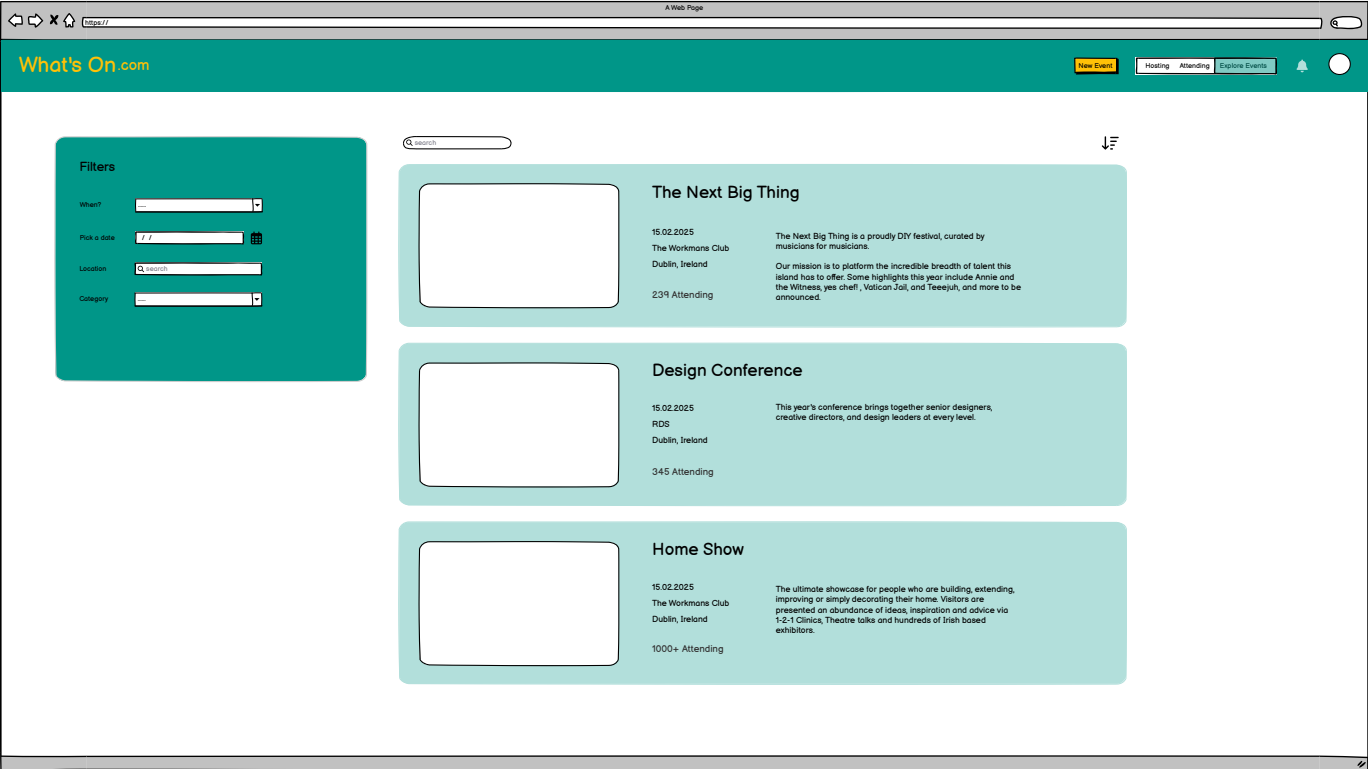 A Web Page
https://
What's On.com
New Event
Hosting Attending Explore Events
Filters
When?
Pick a date / /
Location search
Category
search
The Next Big Thing
15.02.2025
The Workmans Club
Dublin, Ireland
239 Attending
The Next Big Thing is a proudly DIY festival, curated by
musicians for musicians.
Our mission is to platform the incredible breadth of talent this
island has to offer. Some highlights this year include Annie and
the Witness, yes chef! , Vatican Jail, and Teeejuh, and more to be
announced.
Design Conference
15.02.2025
RDS
Dublin, Ireland
345 Attending
This year's conference brings together senior designers,
creative directors, and design leaders at every level.
Home Show
15.02.2025
The Workmans Club
Dublin, Ireland
1000+ Attending
The ultimate showcase for people who are building, extending,
improving or simply decorating their home. Visitors are
presented an abundance of ideas, inspiration and advice via
1-2-1 Clinics, Theatre talks and hundreds of Irish based
exhibitors.